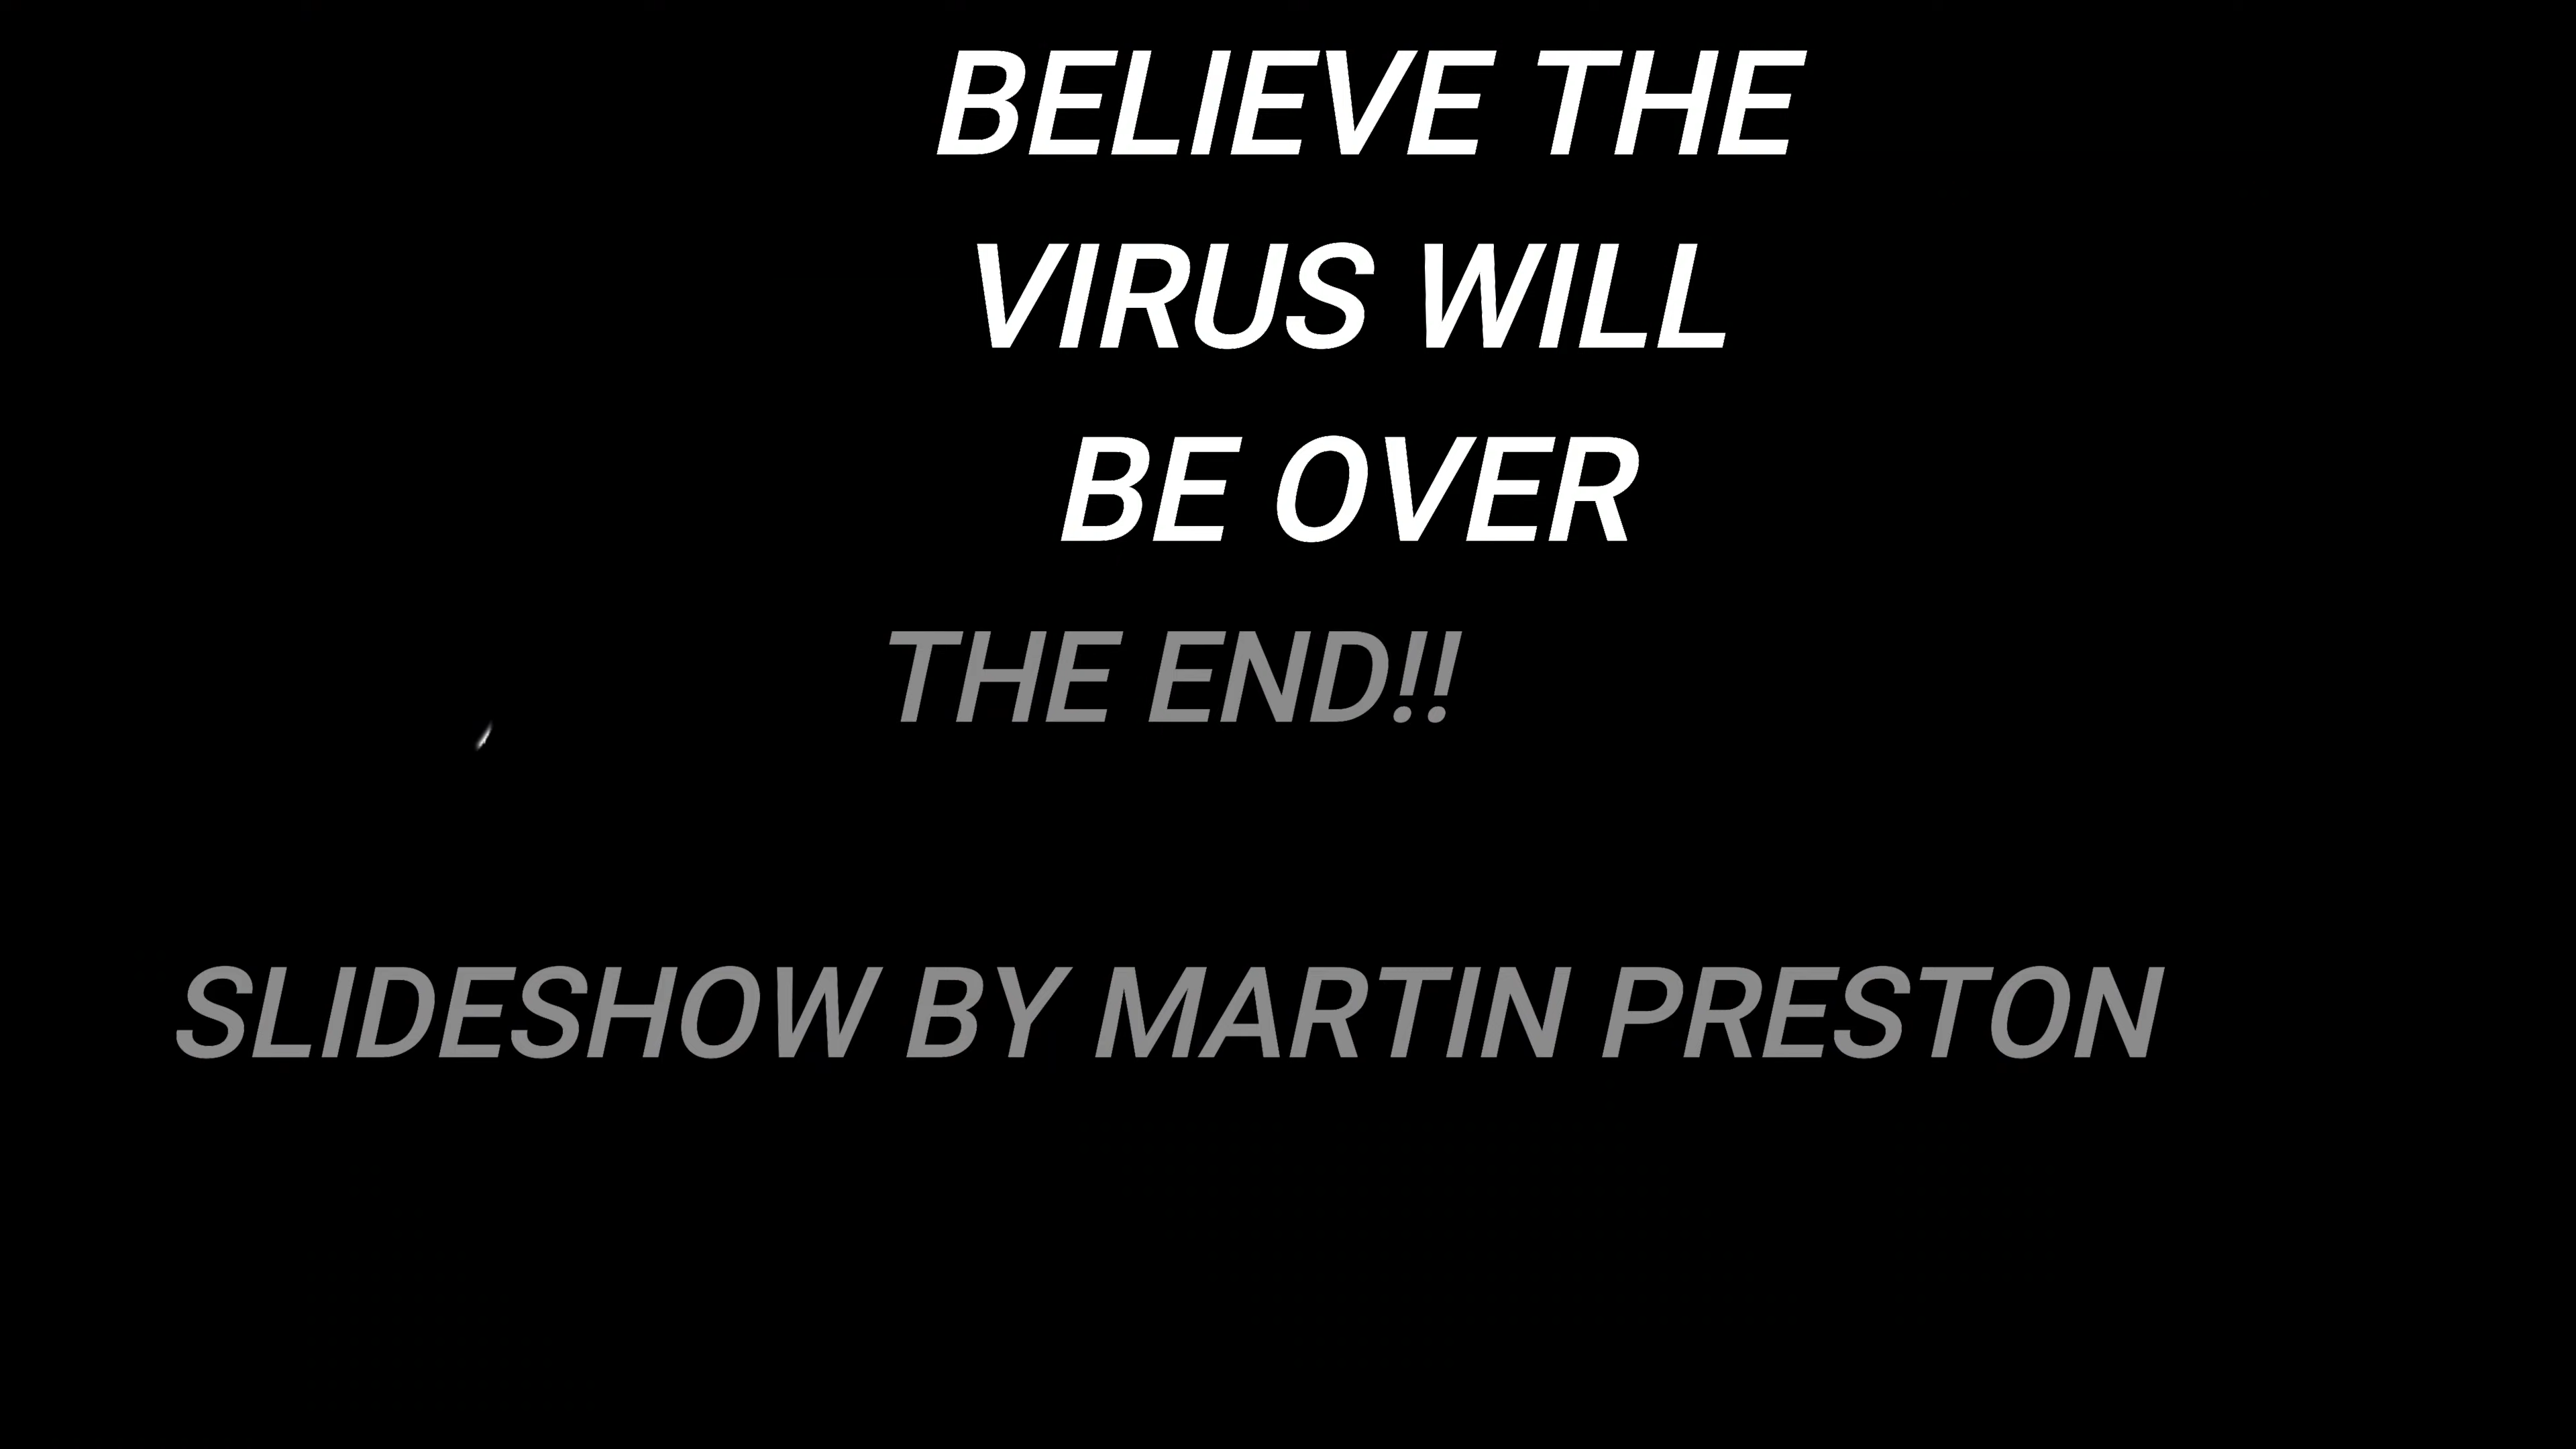 BELIEVE THE
VIRUS WILL
BE OVER
THE END!!
SLIDESHOW BY MARTIN PRESTON